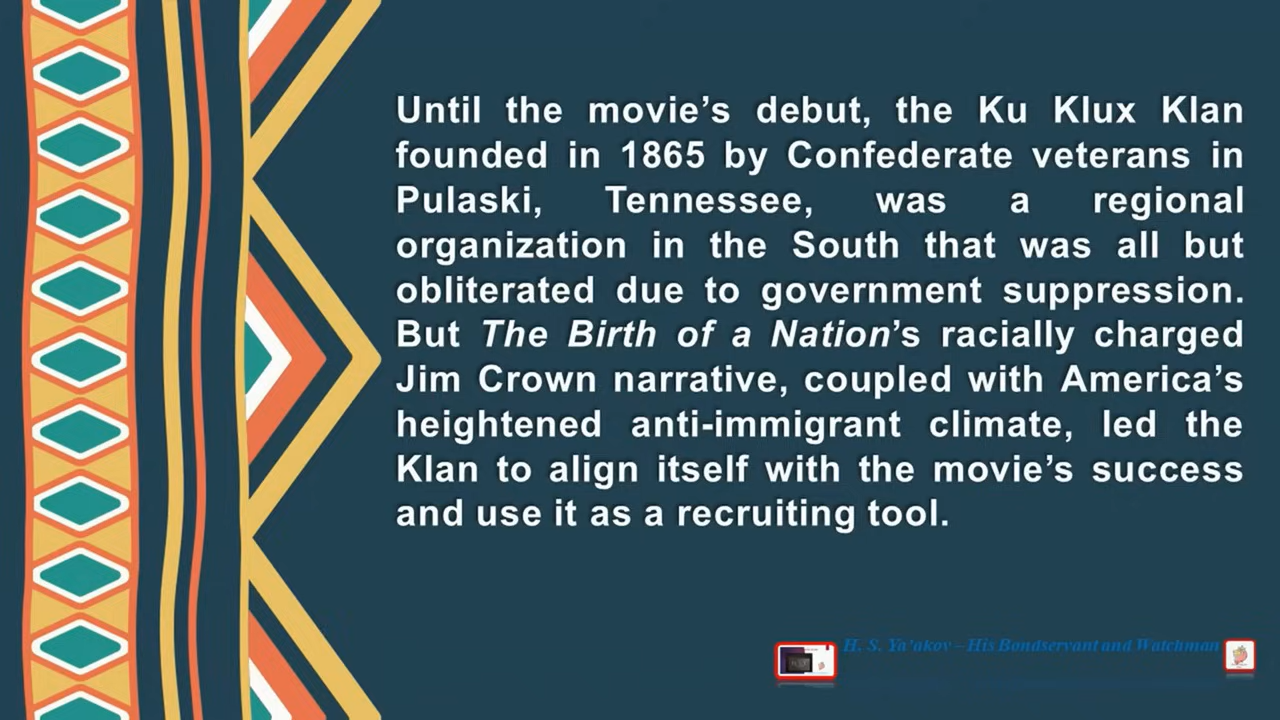 Until the movie’s debut, the Ku Klux Klan
founded in 1865 by Confederate veterans in
Pulaski, Tennessee, was a regional
organization in the South that was all but
obliterated due to government suppression.
But The Birth of a Nation’s racially charged
Jim Crown narrative, coupled with America’s
heightened anti-immigrant climate, led the
Klan to align itself with the movie’s success
and use it as a recruiting tool.
H. S. Ya’akov – His Bondservant and Watchman